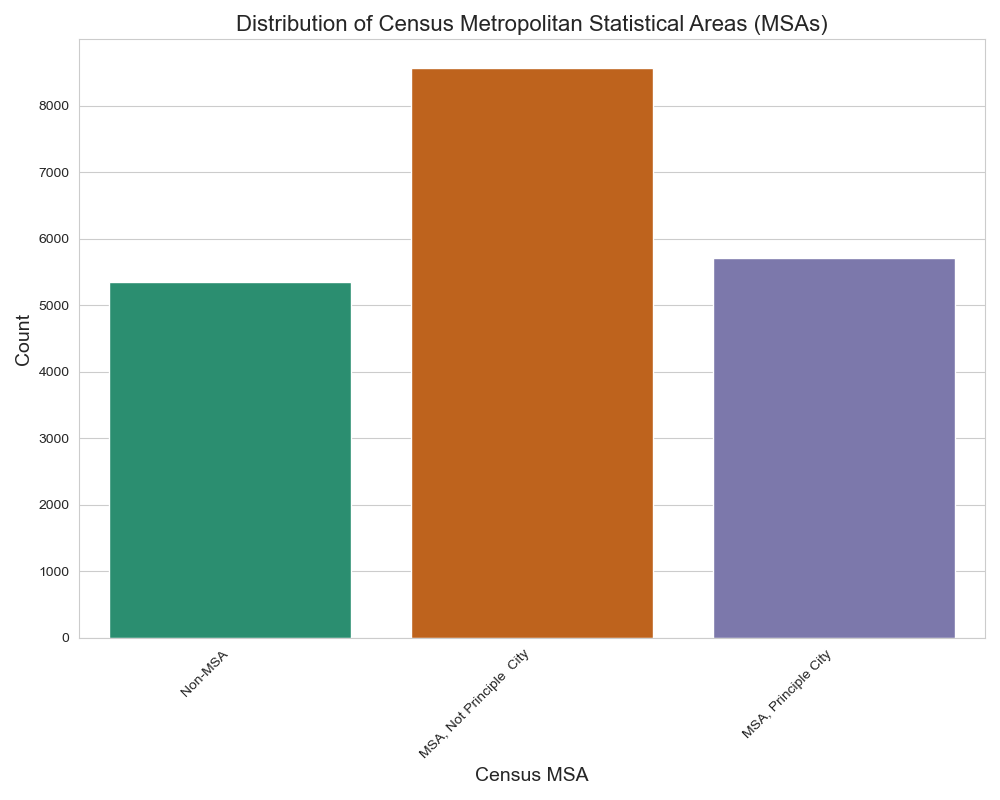 Distribution of Census Metropolitan Statistical Areas (MSAs)
8000
7000
6000
5000
4000
3000
2000
1000
0
Count
Non-MSA
MSA, Not Principle  City
MSA, Principle City
Census MSA